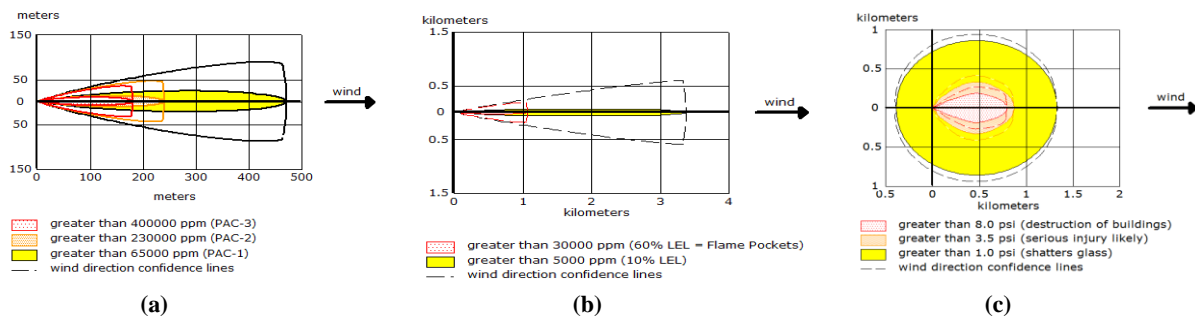 meters
150
50
0
50
150
0
100
200
300
400
500
meters
wind
greater than 400000 ppm (PAC-3)
greater than 230000 ppm (PAC-2)
greater than 65000 ppm (PAC-1)
wind direction confidence lines
(a)
kilometers
1.5
0.5
0
0.5
1.5
0
1
2
3
4
kilometers
wind
greater than 30000 ppm (60% LEL = Flame Pockets)
greater than 5000 ppm (10% LEL)
wind direction confidence lines
(b)
kilometers
1
0.5
0
0.5
1
0.5
0
0.5
1
1.5
2
kilometers
wind
greater than 8.0 psi (destruction of buildings)
greater than 3.5 psi (serious injury likely)
greater than 1.0 psi (shatters glass)
wind direction confidence lines
(c)